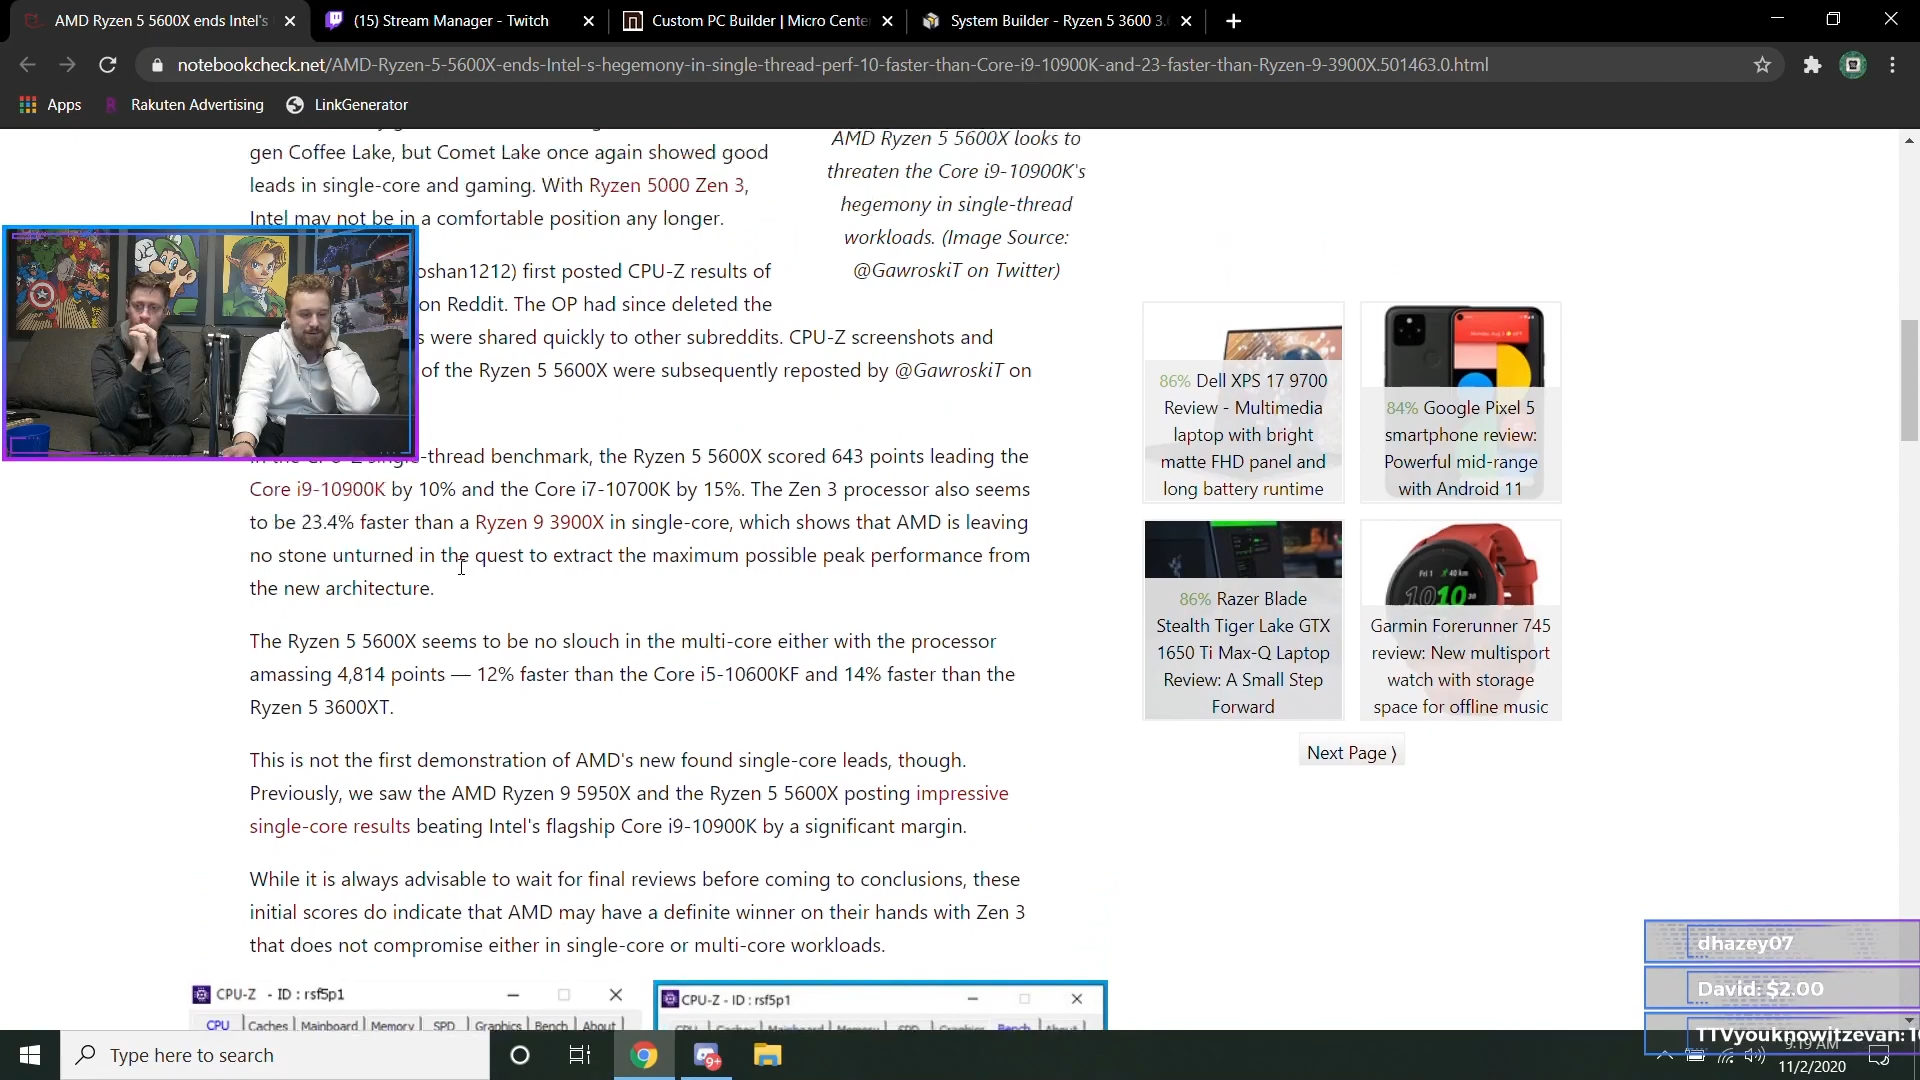 AMD Ryzen 5 5600X ends Intel's
(15) Stream Manager - Twitch
Custom PC Builder | Micro Cente
System Builder - Ryzen 5 3600 3.
notebookcheck.net/AMD-Ryzen-5-5600X-ends-Intel-s-hegemony-in-single-thread-perf-10-faster-than-Core-i9-10900K-and-23-faster-than-Ryzen-9-3900X.501463.0.html
Apps
Rakuten Advertising
LinkGenerator
gen Coffee Lake, but Comet Lake once again showed good
leads in single-core and gaming. With Ryzen 5000 Zen 3,
Intel may not be in a comfortable position any longer.
oshan1212) first posted CPU-Z results of
on Reddit. The OP had since deleted the
s were shared quickly to other subreddits. CPU-Z screenshots and
of the Ryzen 5 5600X were subsequently reposted by @GawroskiT on
-thread benchmark, the Ryzen 5 5600X scored 643 points leading the
Core i9-10900K by 10% and the Core i7-10700K by 15%. The Zen 3 processor also seems
to be 23.4% faster than a Ryzen 9 3900X in single-core, which shows that AMD is leaving
no stone unturned in the quest to extract the maximum possible peak performance from
the new architecture.
The Ryzen 5 5600X seems to be no slouch in the multi-core either with the processor
amassing 4,814 points — 12% faster than the Core i5-10600KF and 14% faster than the
Ryzen 5 3600XT.
This is not the first demonstration of AMD's new found single-core leads, though.
Previously, we saw the AMD Ryzen 9 5950X and the Ryzen 5 5600X posting impressive
single-core results beating Intel's flagship Core i9-10900K by a significant margin.
While it is always advisable to wait for final reviews before coming to conclusions, these
initial scores do indicate that AMD may have a definite winner on their hands with Zen 3
that does not compromise either in single-core or multi-core workloads.
AMD Ryzen 5 5600X looks to
threaten the Core i9-10900K's
hegemony in single-thread
workloads. (Image Source:
@GawroskiT on Twitter)
86% Dell XPS 17 9700
Review - Multimedia
laptop with bright
matte FHD panel and
long battery runtime
84% Google Pixel 5
smartphone review:
Powerful mid-range
with Android 11
86% Razer Blade
Stealth Tiger Lake GTX
1650 Ti Max-Q Laptop
Review: A Small Step
Forward
Garmin Forerunner 745
review: New multisport
watch with storage
space for offline music
Next Page ⟩
CPU-Z - ID : rsf5p1
CPU Caches Mainboard Memory SPD Graphics Bench About
CPU-Z - ID : rsf5p1
dhazey07
David: $2.00
TTVyouknowitzevan: 1
Type here to search
9+
9:19 AM
11/2/2020